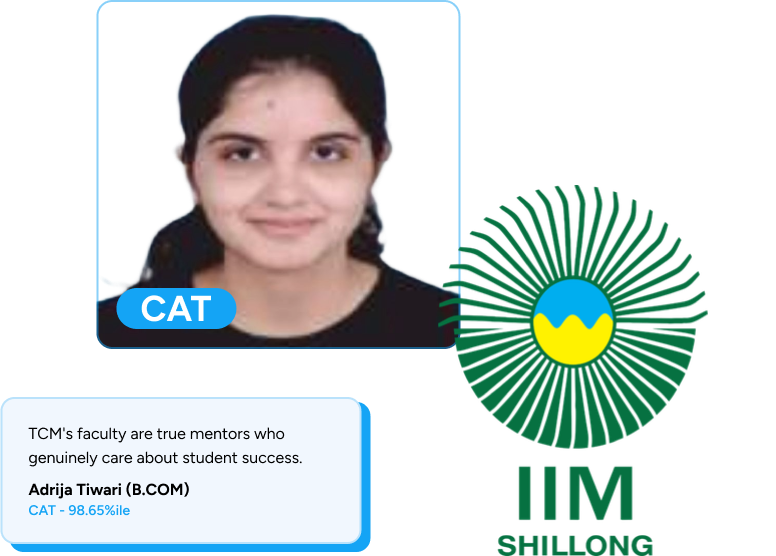 CAT
TCM's faculty are true mentors who
genuinely care about student success.
Adrija Tiwari (B.COM)
CAT - 98.65%ile
IIM
SHILLONG